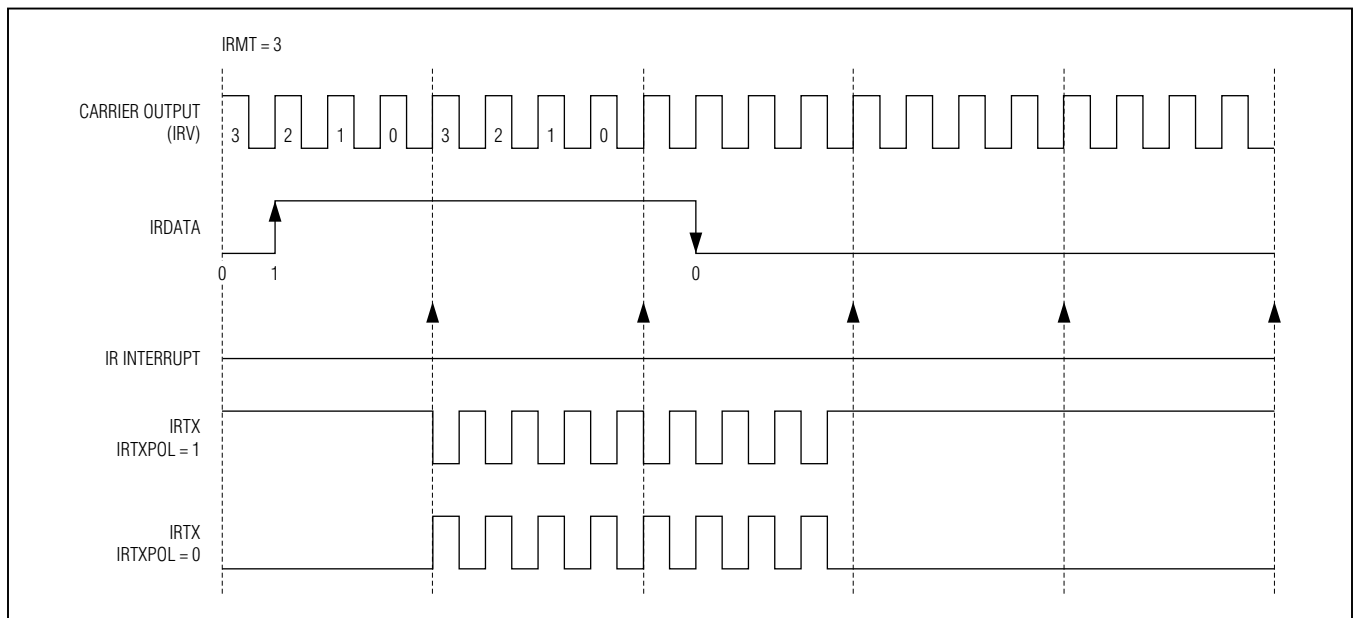 IRMT = 3
CARRIER OUTPUT
(IRV)
3 2 1 0 3 2 1 0
IRDATA
0 1 0
IR INTERRUPT
IRTX
IRTXPOL = 1
IRTX
IRTXPOL = 0